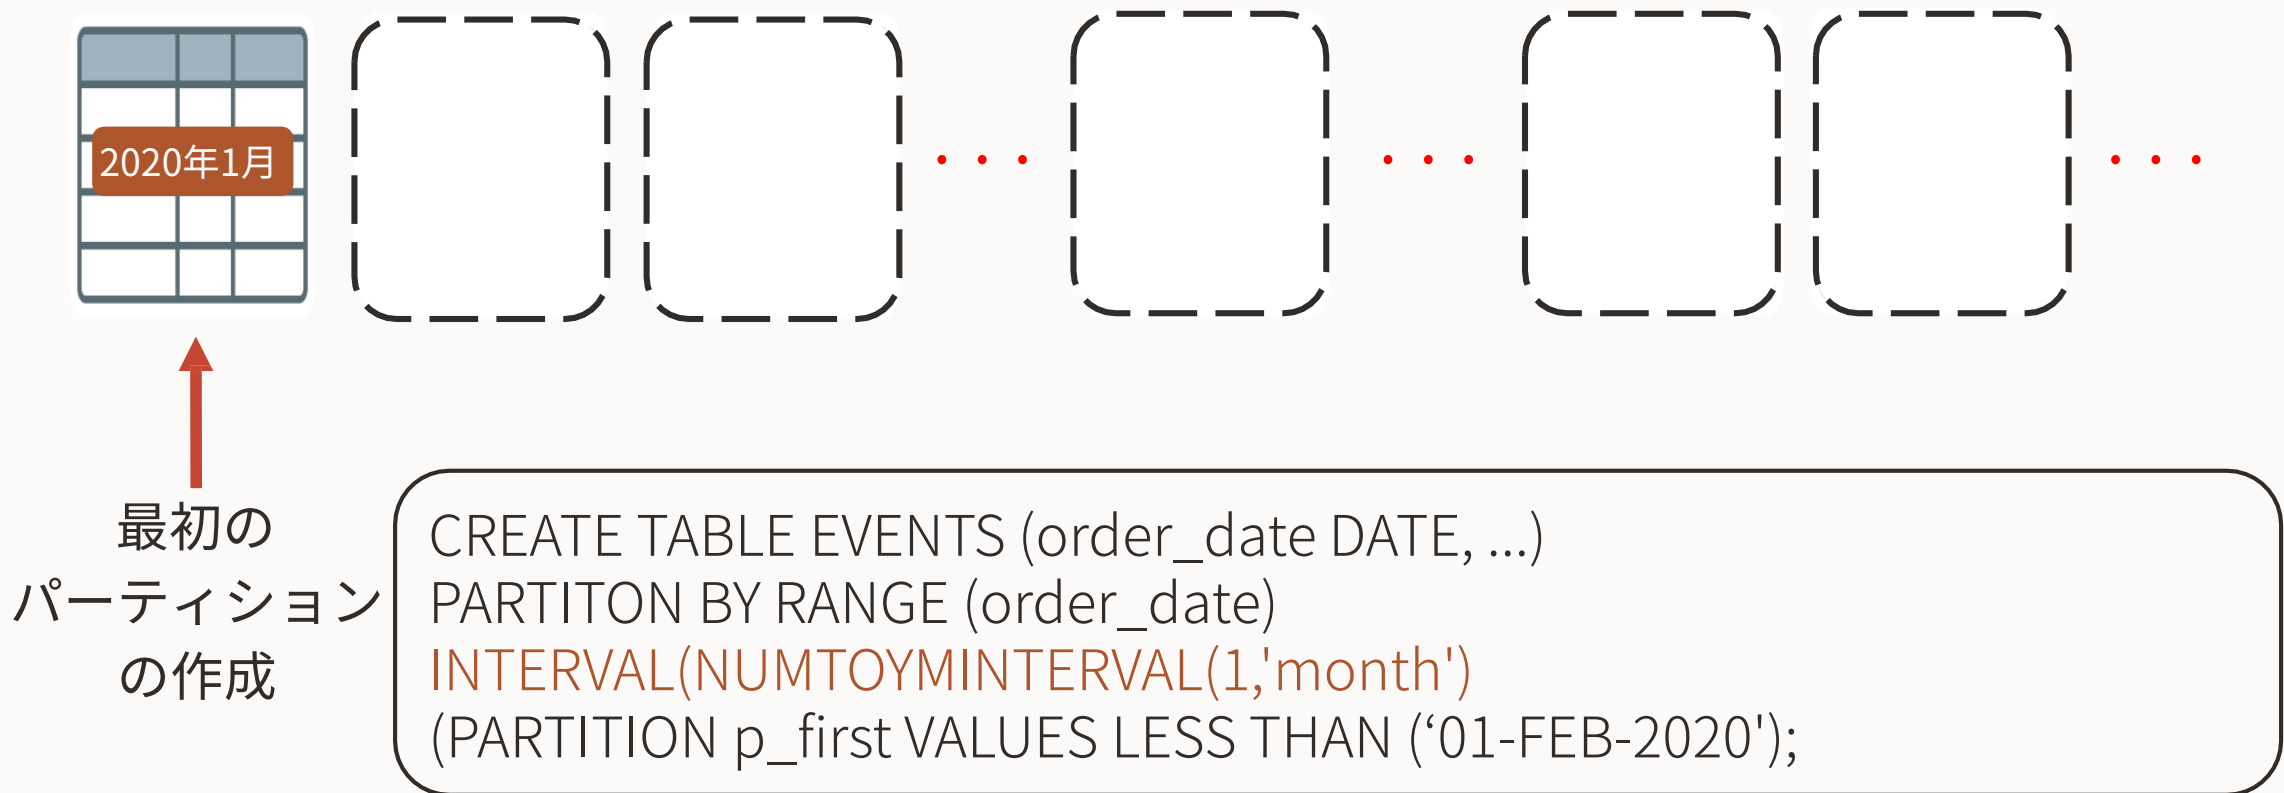 2020年1月
. . .
. . .
. . .
最初の
パーティション
の作成
CREATE TABLE EVENTS (order_date DATE, ...)
PARTITON BY RANGE (order_date)
INTERVAL(NUMTOYMINTERVAL(1,'month')
(PARTITION p_first VALUES LESS THAN (‘01-FEB-2020');